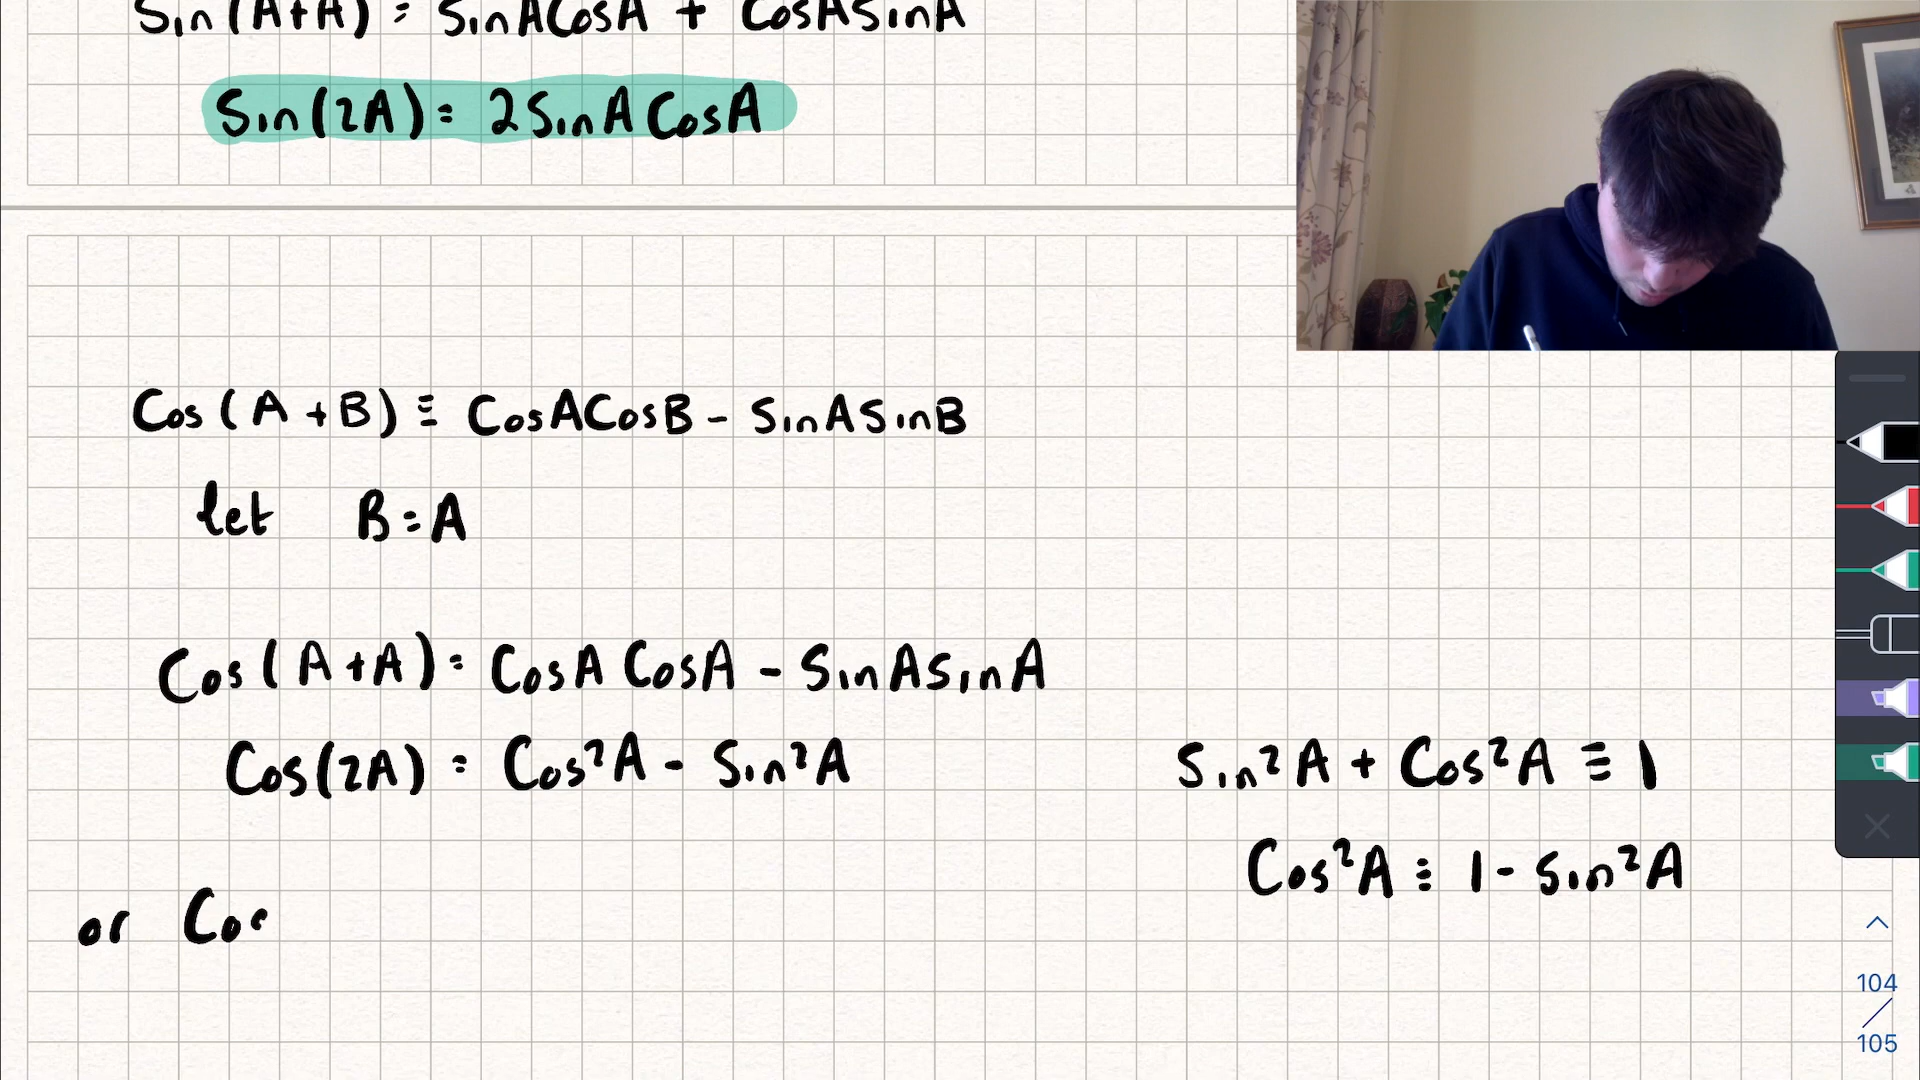 Sin(A+A) = SinACosA + CosASinA
Sin(2A) = 2SinACosA
Cos(A+B) ≡ CosACosB - SinASinB
let B=A
Cos(A+A) = CosACosA - SinASinA
Cos(2A) = Cos²A - Sin²A
Sin²A + Cos²A ≡ 1
Cos²A ≡ 1 - Sin²A
or Cos
104
/
105